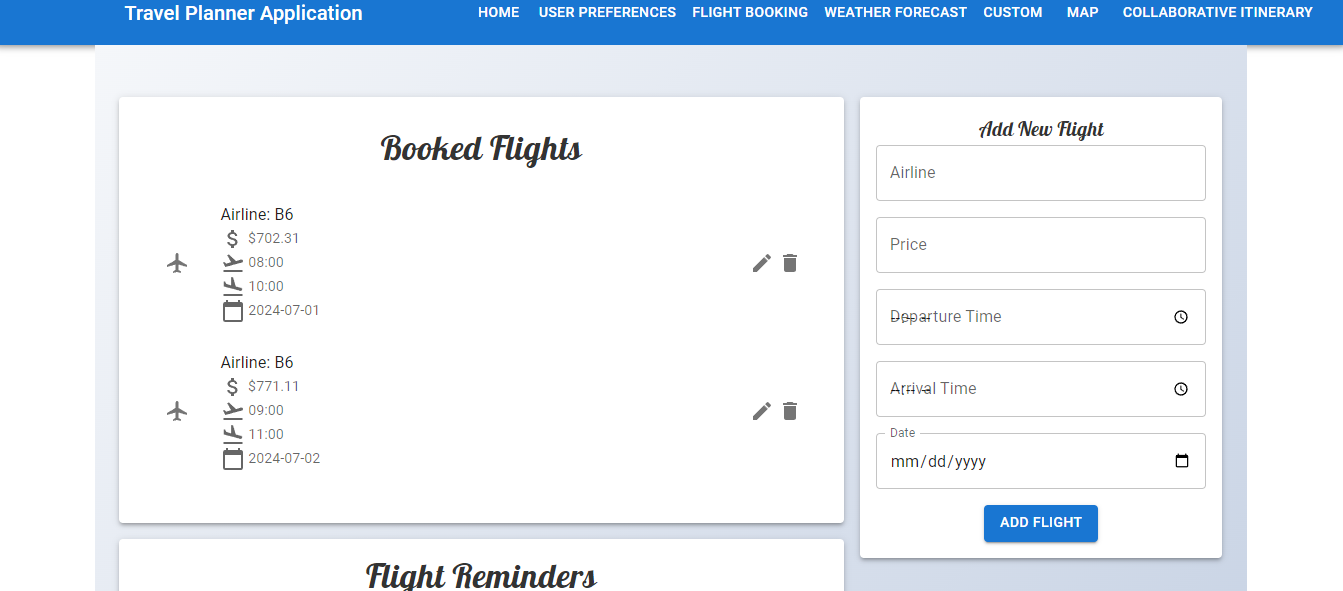 Travel Planner Application
HOME USER PREFERENCES FLIGHT BOOKING WEATHER FORECAST CUSTOM MAP COLLABORATIVE ITINERARY
Booked Flights
Airline: B6
$702.31
08:00
10:00
2024-07-01
Airline: B6
$771.11
09:00
11:00
2024-07-02
Flight Reminders
Add New Flight
Airline
Price
Departure Time
Arrival Time
Date
mm/dd/yyyy
ADD FLIGHT